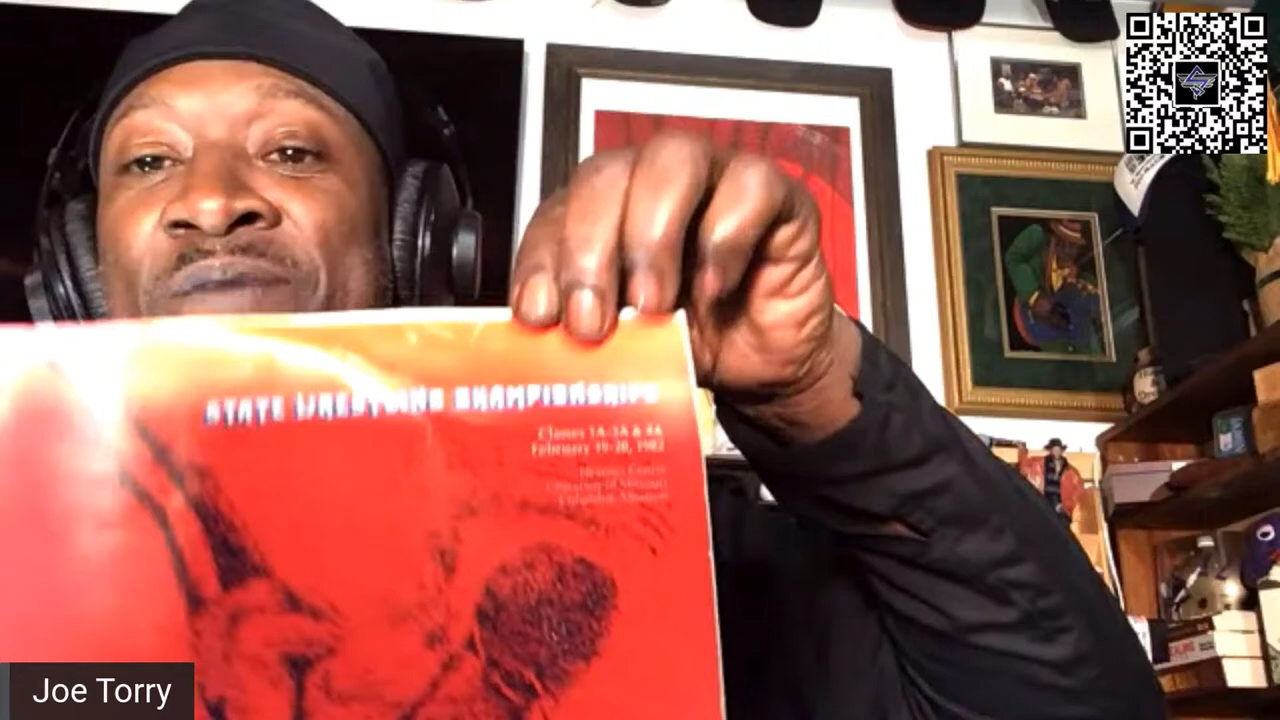 STATE WRESTLING CHAMPIONSHIPS
Classes 1A-3A & 4A
February 19-20, 1982
Hearnes Center
University of Missouri
Columbia, Missouri
Joe Torry